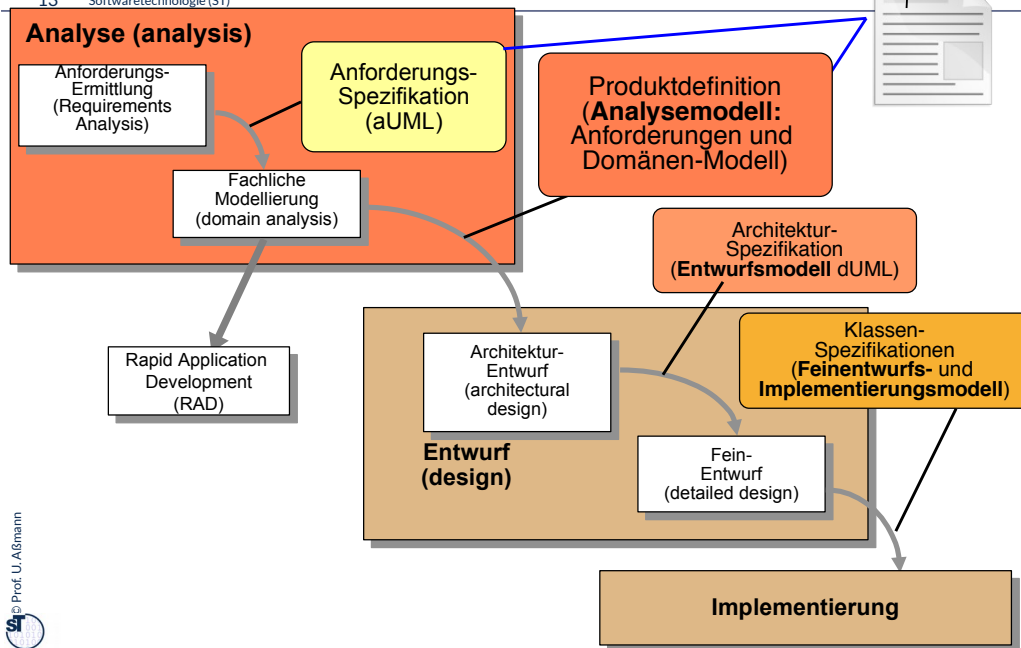 13 Softwaretechnologie (ST)
Analyse (analysis)
Anforderungs-
Ermittlung
(Requirements
Analysis)
Anforderungs-
Spezifikation
(aUML)
Produktdefinition
(Analysemodell:
Anforderungen und
Domänen-Modell)
Fachliche
Modellierung
(domain analysis)
Architektur-
Spezifikation
(Entwurfsmodell dUML)
Rapid Application
Development
(RAD)
Architektur-
Entwurf
(architectural
design)
Klassen-
Spezifikationen
(Feinentwurfs- und
Implementierungsmodell)
Entwurf
(design)
Fein-
Entwurf
(detailed design)
Implementierung
© Prof. U. Aßmann
ST